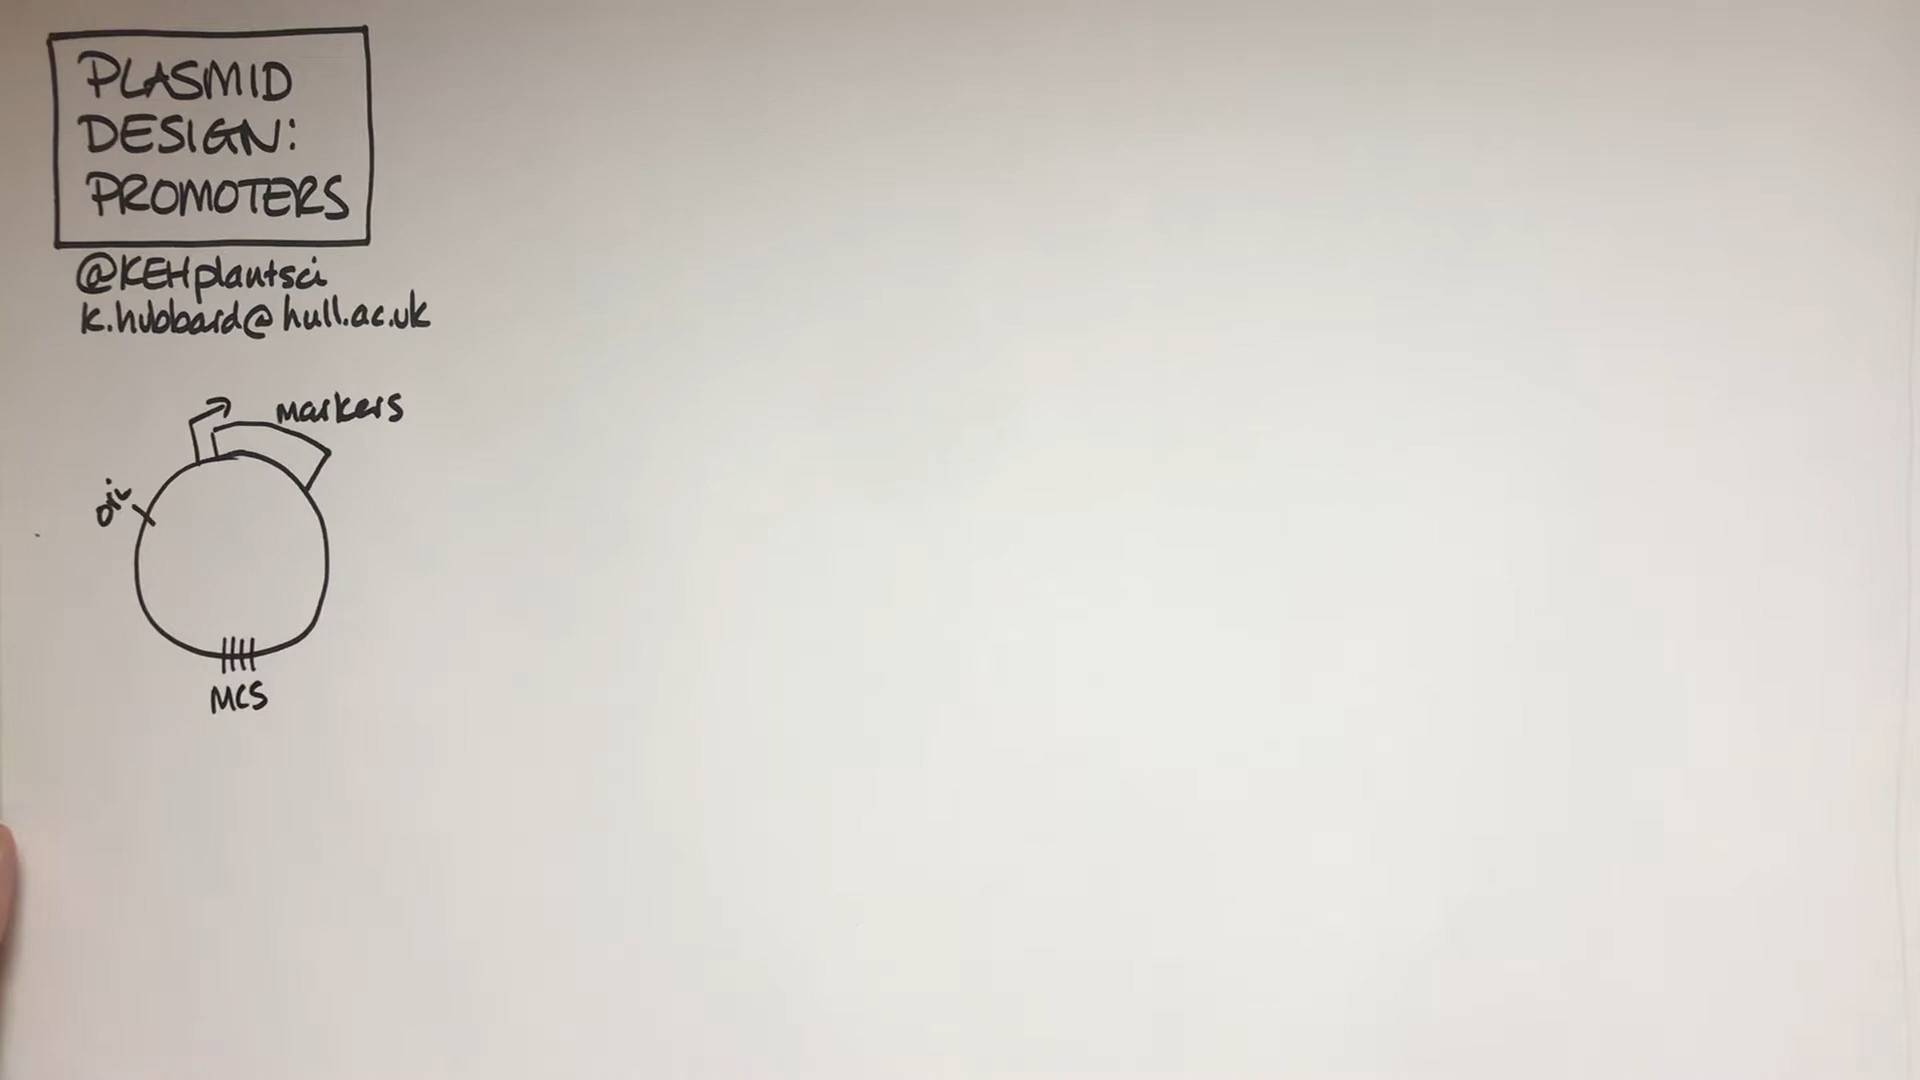 PLASMID
DESIGN:
PROMOTERS
@KEHplantsci
k.hubbard@hull.ac.uk
markers
ori
MCS